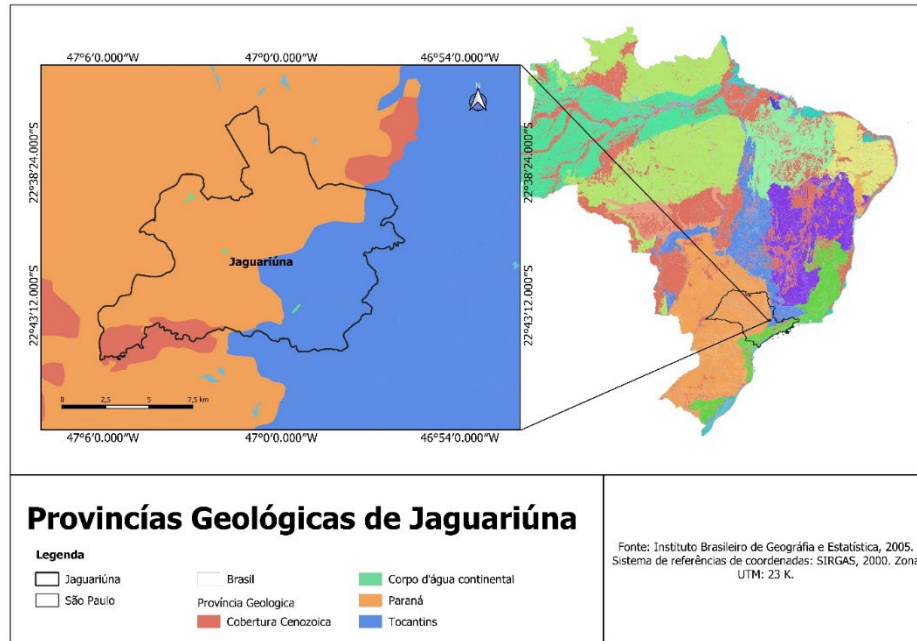 47°6'0.000"W 47°0'0.000"W 46°54'0.000"W
N
22°38'24.000"S
22°38'24.000"S
Jaguariúna
22°43'12.000"S
22°43'12.000"S
0 2,5 5 7,5 km
47°6'0.000"W 47°0'0.000"W 46°54'0.000"W
Provincías Geológicas de Jaguariúna
Legenda
Jaguariúna
São Paulo
Brasil
Províncía Geologica
Cobertura Cenozoica
Corpo d'água continental
Paraná
Tocantins
Fonte: Instituto Brasileiro de Geográfia e Estatística, 2005.
Sistema de referências de coordenadas: SIRGAS, 2000. Zona
UTM: 23 K.